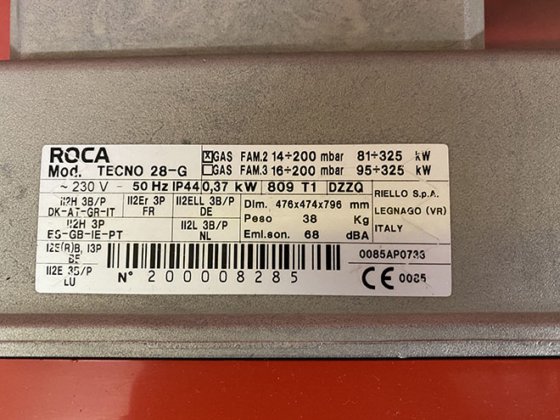 ROCA
Mod. TECNO 28-G
☒GAS FAM.2 14÷200 mbar 81÷325 kW
☐GAS FAM.3 16÷200 mbar 95÷325 kW
~ 230 V - 50 Hz IP44 0,37 kW 809 T1 DZZQ
II2H 3B/P
DK-AT-GR-IT
II2Er 3P
FR
II2ELL 3B/P
DE
II2H 3P
ES-GB-IE-PT
II2L 3B/P
NL
I2E(R)B, I3P
BE
II2E 3B/P
LU
Dim. 476x474x796 mm
Peso 38 Kg
Emi.son. 68 dBA
RIELLO S.p.A.
LEGNAGO (VR)
ITALY
N° 200008285
0085AP0733
CE 0085